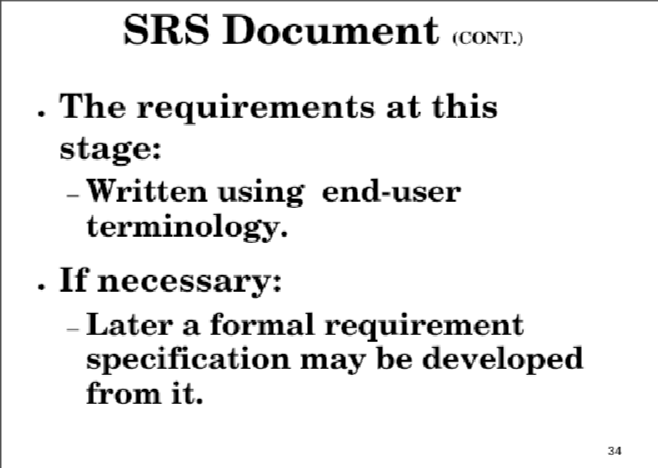 SRS Document (CONT.)
• The requirements at this
stage:
– Written using end-user
terminology.
• If necessary:
– Later a formal requirement
specification may be developed
from it.
34